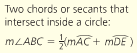 Two chords or secants that
intersect inside a circle:
m∠ABC = ½(mAC⌢ + mDE⌢)